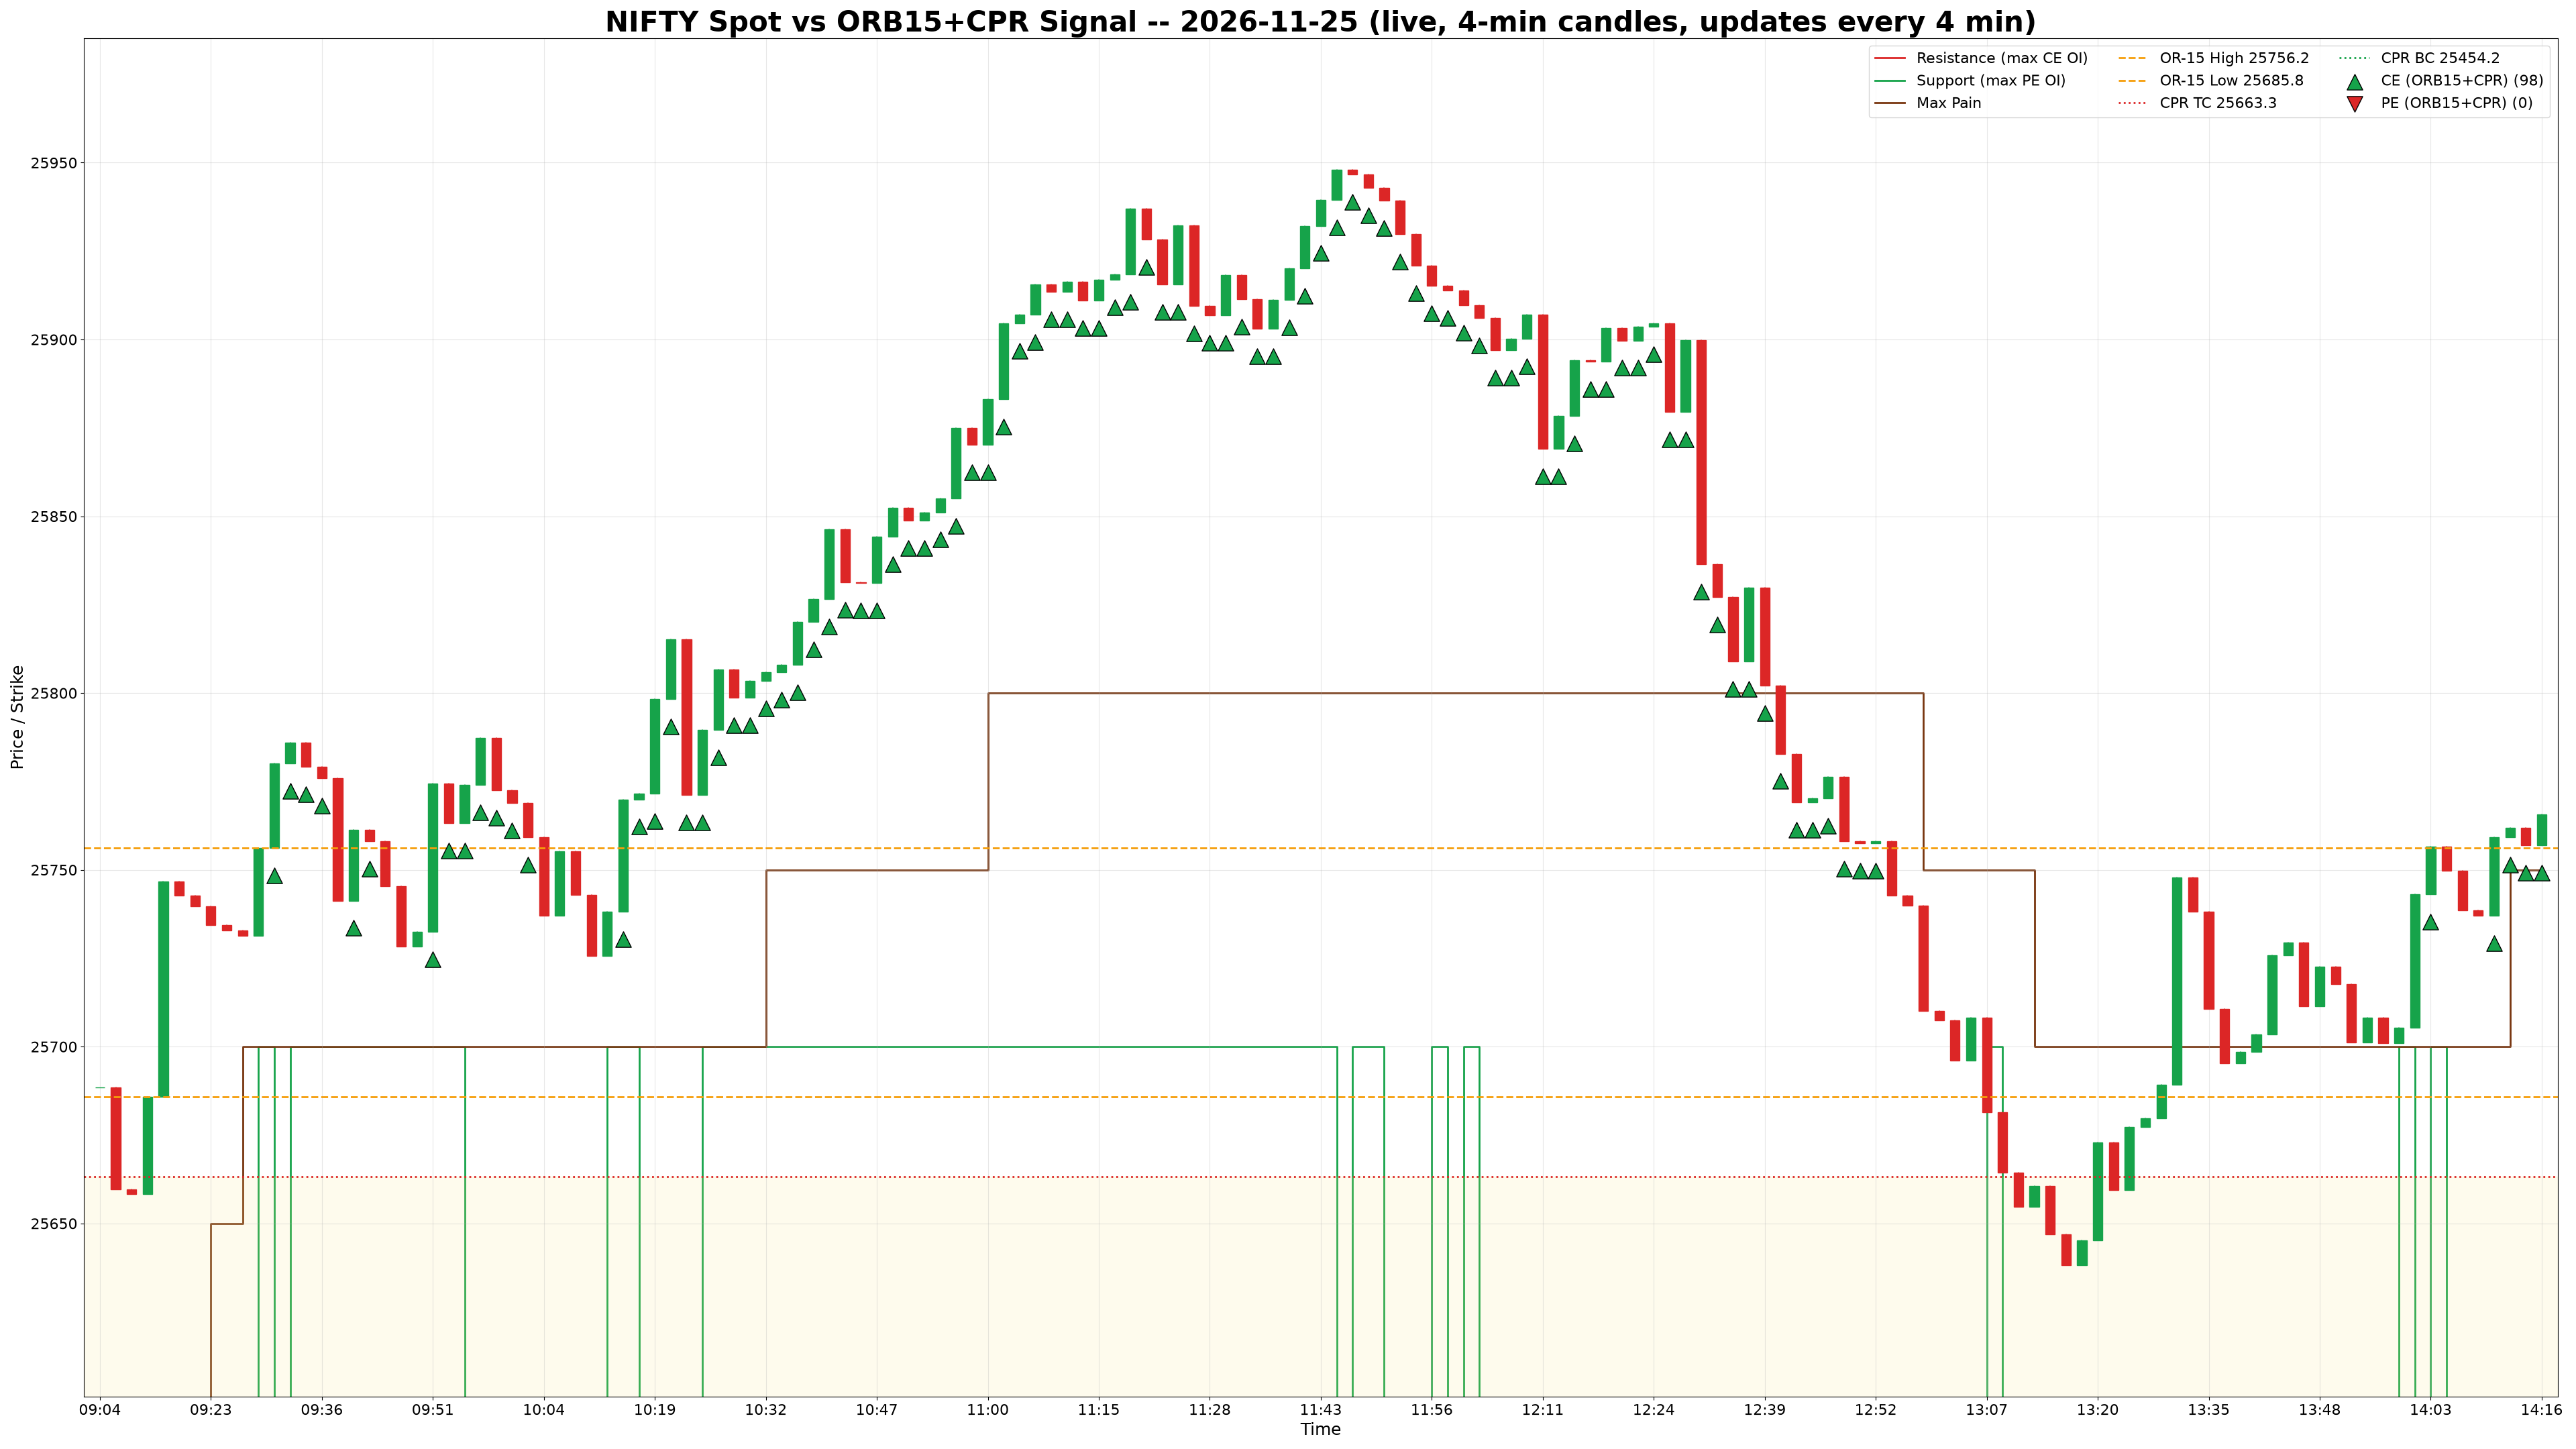 NIFTY Spot vs ORB15+CPR Signal -- 2026-11-25 (live, 4-min candles, updates every 4 min)
Resistance (max CE OI)
Support (max PE OI)
Max Pain
OR-15 High 25756.2
OR-15 Low 25685.8
CPR TC 25663.3
CPR BC 25454.2
CE (ORB15+CPR) (98)
PE (ORB15+CPR) (0)
Price / Strike
25950
25900
25850
25800
25750
25700
25650
09:04 09:23 09:36 09:51 10:04 10:19 10:32 10:47 11:00 11:15 11:28 11:43 11:56 12:11 12:24 12:39 12:52 13:07 13:20 13:35 13:48 14:03 14:16
Time